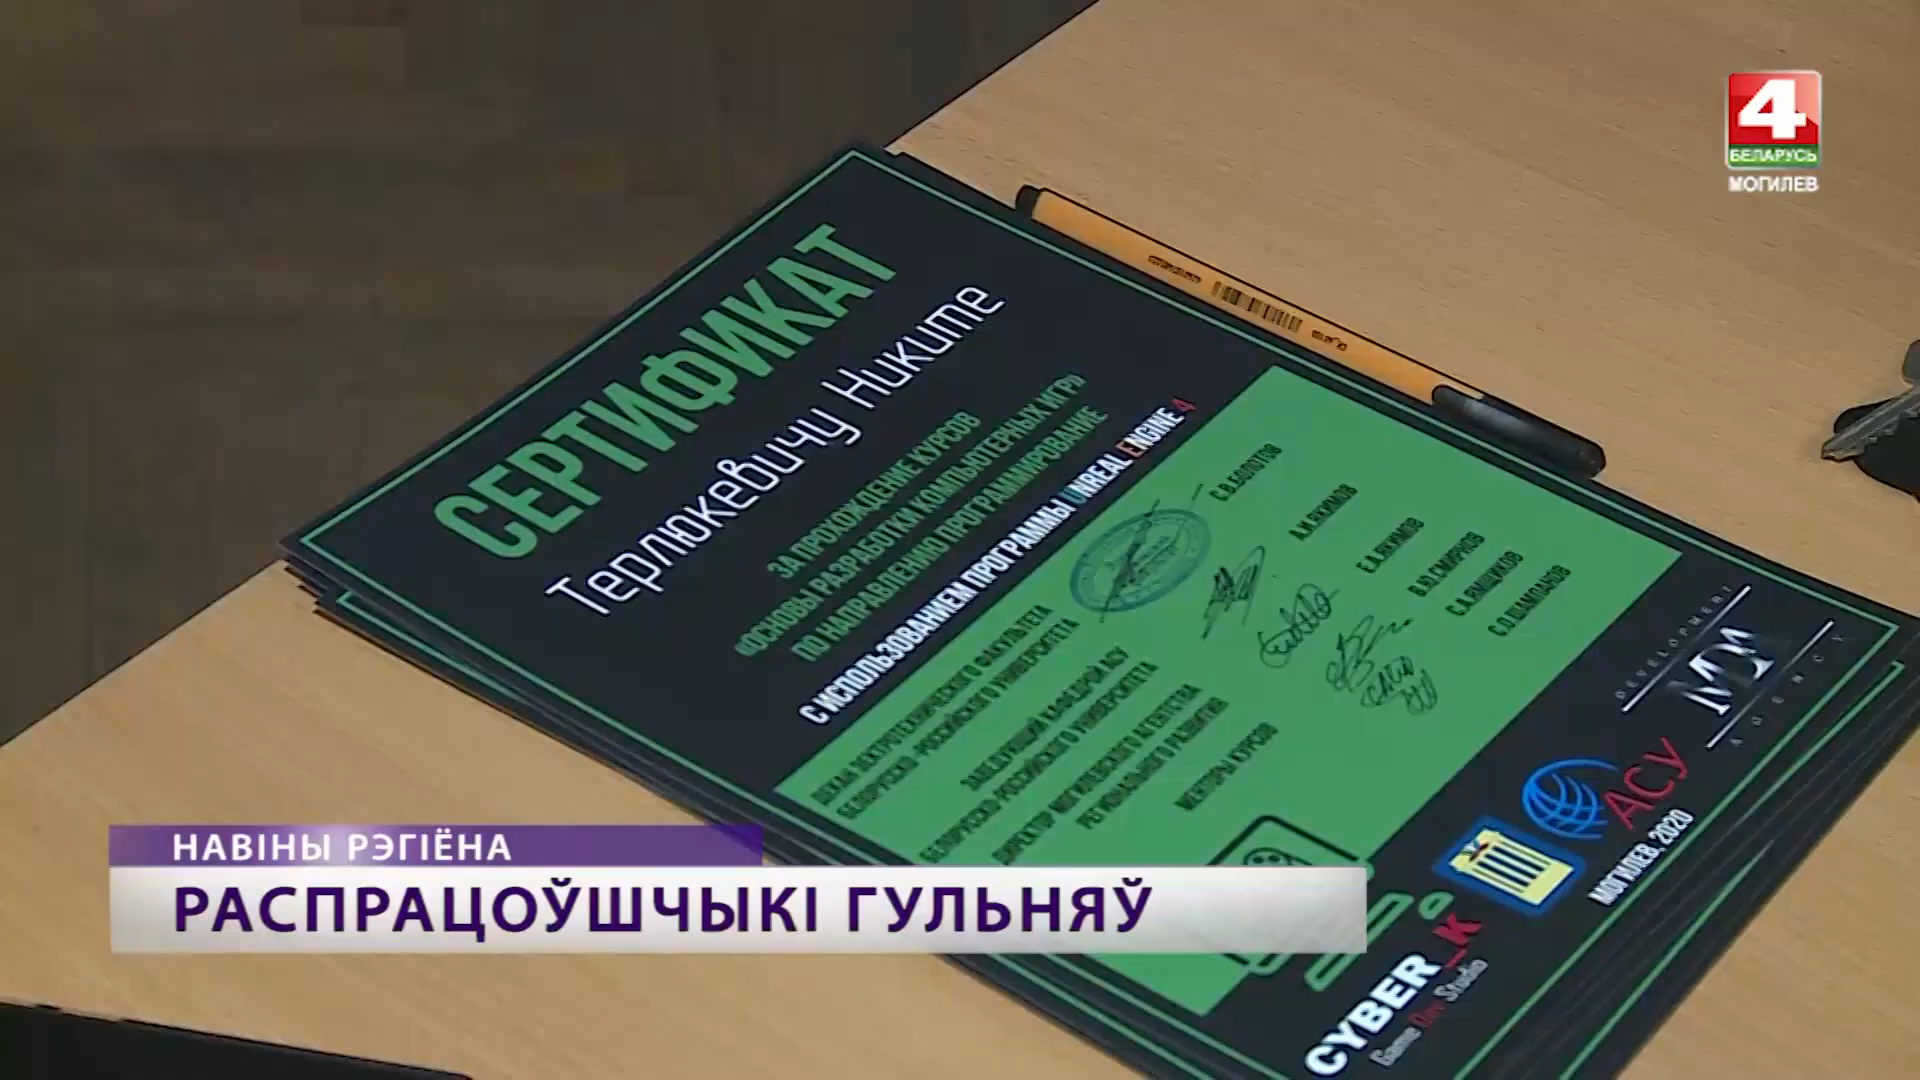 4
БЕЛАРУСЬ
МОГИЛЕВ
СЕРТИФИКАТ
Терлюкевичу Никите
ЗА ПРОХОЖДЕНИЕ КУРСОВ
«ОСНОВЫ РАЗРАБОТКИ КОМПЬЮТЕРНЫХ ИГР»
ПО НАПРАВЛЕНИЮ ПРОГРАММИРОВАНИЕ
С ИСПОЛЬЗОВАНИЕМ ПРОГРАММЫ UNREAL ENGINE 4
ДЕКАН ЭЛЕКТРОТЕХНИЧЕСКОГО ФАКУЛЬТЕТА
БЕЛОРУССКО-РОССИЙСКОГО УНИВЕРСИТЕТА
С.В.БОЛОТОВ
ЗАВЕДУЮЩИЙ КАФЕДРОЙ АСУ
БЕЛОРУССКО-РОССИЙСКОГО УНИВЕРСИТЕТА
А.И.ЯКИМОВ
ДИРЕКТОР МОГИЛЕВСКОГО АГЕНТСТВА
РЕГИОНАЛЬНОГО РАЗВИТИЯ
Е.А.ЯКИМОВ
МЕНТОРЫ КУРСОВ
В.Ю.СМИРНОВ
С.А.ЯМЩИКОВ
С.О.ШАМПАНОВ
DEVELOPMENT
AGENCY
АСУ
МОГИЛЕВ, 2020
CYBER_K
Game Dev Studio
НАВІНЫ РЭГІЁНА
РАСПРАЦОЎШЧЫКІ ГУЛЬНЯЎ